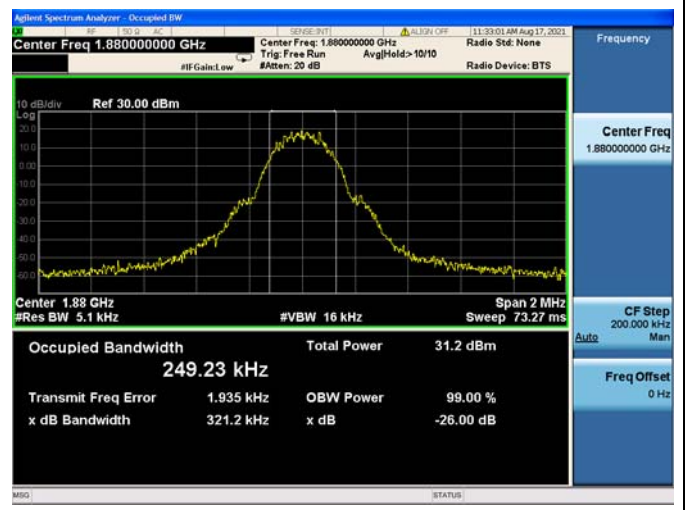 Agilent Spectrum Analyzer - Occupied BW
RF 50 Ω AC SENSE:INT ALIGN OFF 11:33:01 AM Aug 17, 2021
Center Freq 1.880000000 GHz Center Freq: 1.880000000 GHz Radio Std: None Frequency
Trig: Free Run Avg|Hold:>10/10
#IFGain:Low #Atten: 20 dB Radio Device: BTS
10 dB/div Ref 30.00 dBm
Log
20.0
10.0
0.00
-10.0
-20.0
-30.0
-40.0
-50.0
-60.0
Center 1.88 GHz Span 2 MHz
#Res BW 5.1 kHz #VBW 16 kHz Sweep 73.27 ms
Occupied Bandwidth Total Power 31.2 dBm
249.23 kHz
Transmit Freq Error 1.935 kHz OBW Power 99.00 %
x dB Bandwidth 321.2 kHz x dB -26.00 dB
Center Freq
1.880000000 GHz
CF Step
200.000 kHz
Auto Man
Freq Offset
0 Hz
MSG STATUS